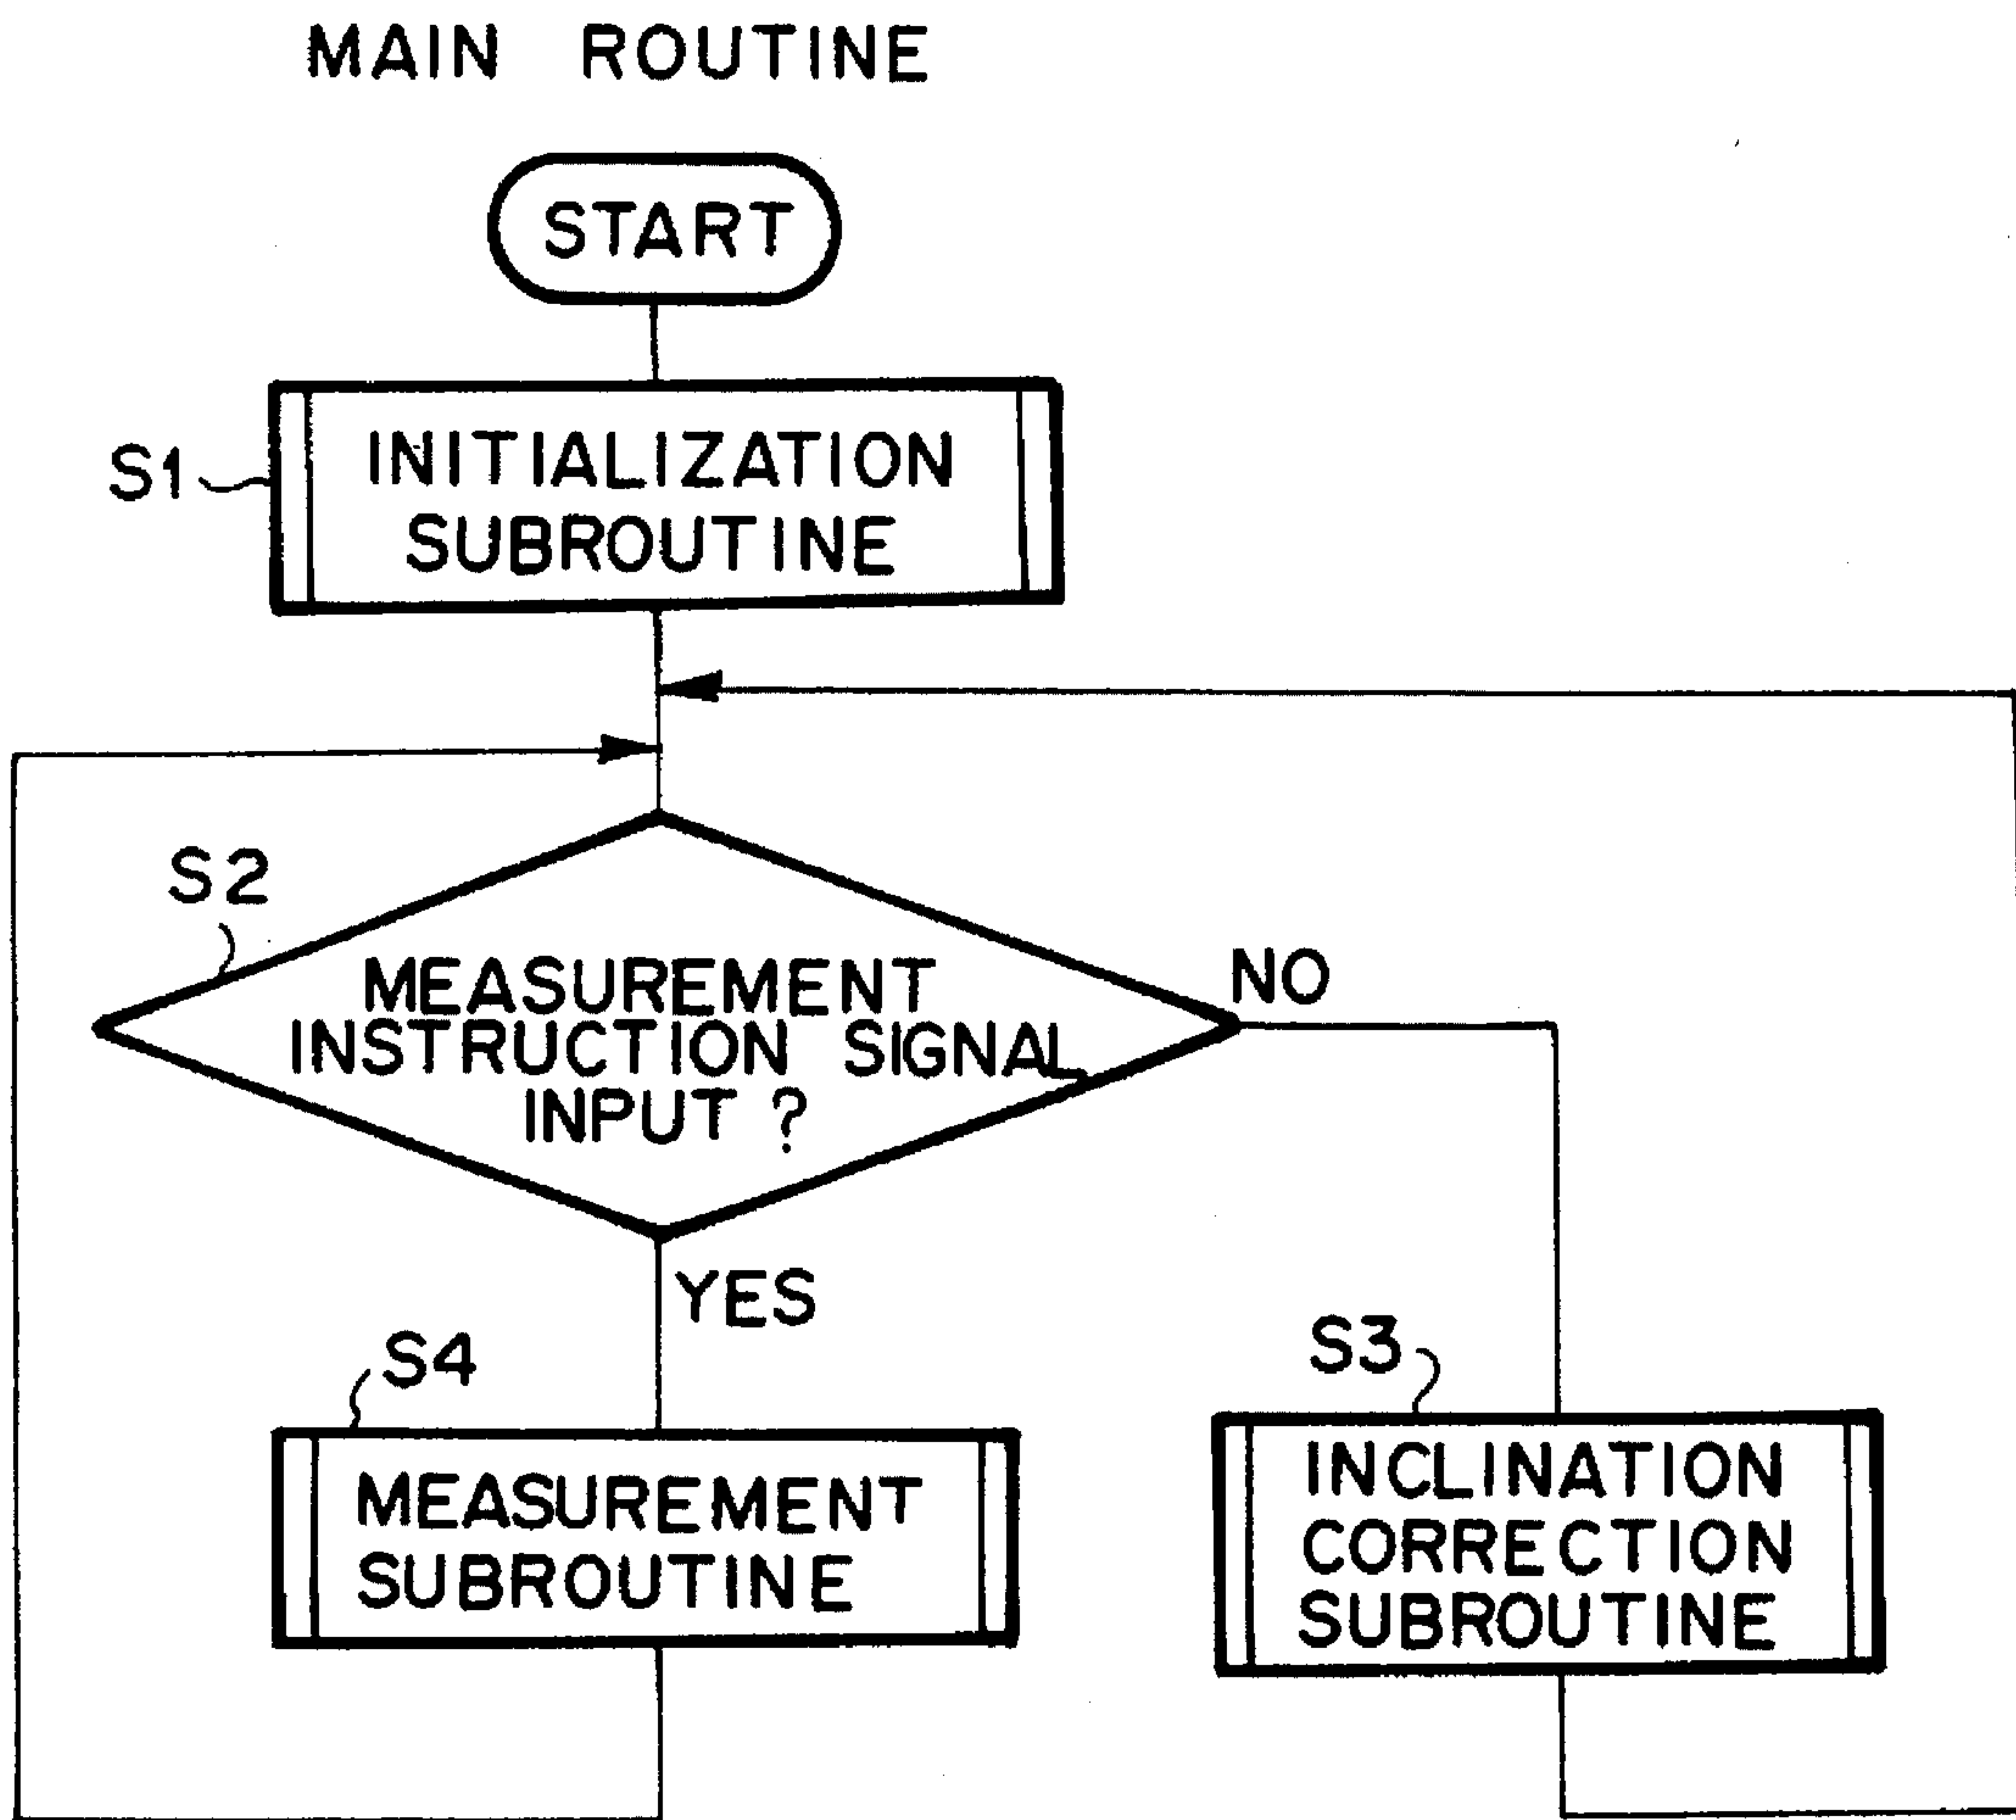 MAIN ROUTINE
START
S1
INITIALIZATION
SUBROUTINE
S2
MEASUREMENT
INSTRUCTION SIGNAL
INPUT ?
NO
YES
S4
MEASUREMENT
SUBROUTINE
S3
INCLINATION
CORRECTION
SUBROUTINE